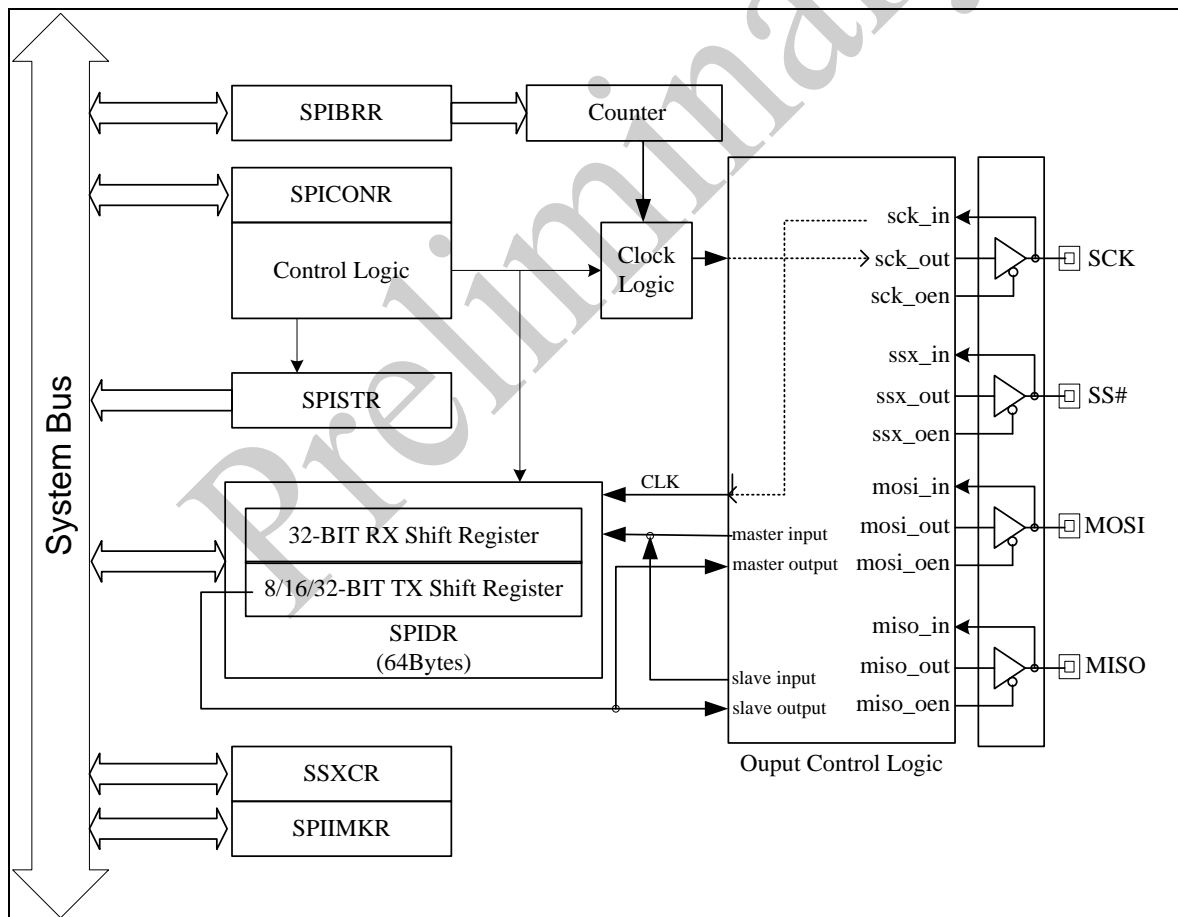 Preliminary
System Bus
SPIBRR
Counter
SPICONR
Control Logic
Clock
Logic
SPISTR
CLK
32-BIT RX Shift Register
8/16/32-BIT TX Shift Register
SPIDR
(64Bytes)
master input
master output
slave input
slave output
sck_in
sck_out
sck_oen
ssx_in
ssx_out
ssx_oen
mosi_in
mosi_out
mosi_oen
miso_in
miso_out
miso_oen
SCK
SS#
MOSI
MISO
Ouput Control Logic
SSXCR
SPIIMKR